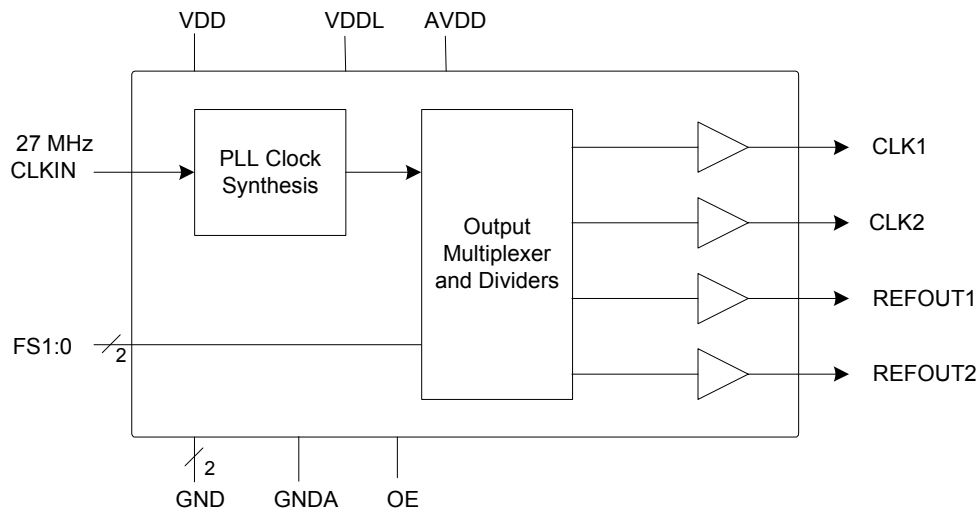 VDD
VDDL
AVDD
27 MHz
CLKIN
PLL Clock
Synthesis
Output
Multiplexer
and Dividers
CLK1
CLK2
REFOUT1
REFOUT2
FS1:0
2
2
GND
GNDA
OE